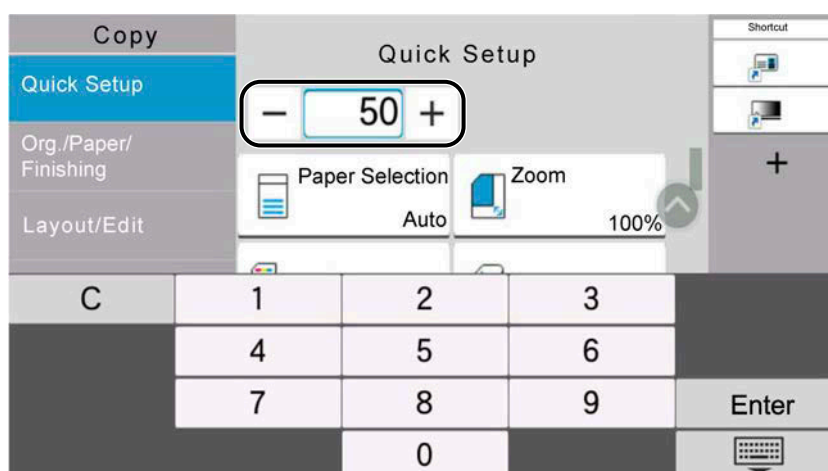 Copy
Quick Setup
Shortcut
Quick Setup
− 50 +
Org./Paper/
Finishing
Paper Selection
Auto
Zoom
100%
+
Layout/Edit
C
1 2 3
4 5 6
7 8 9
Enter
0